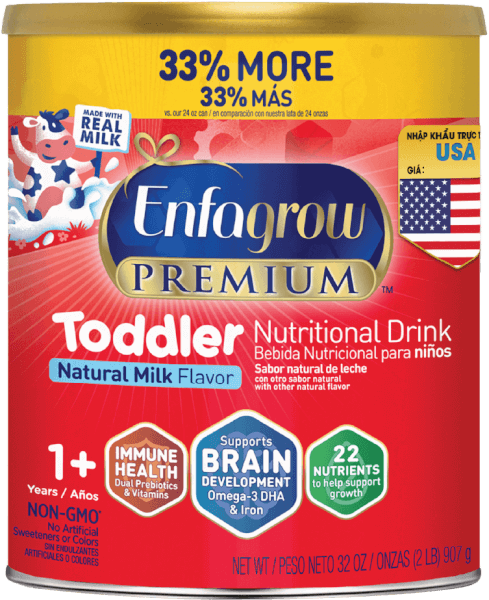 33% MORE
33% MÁS
vs. our 24 oz can / en comparación con nuestra lata de 24 onzas
MADE WITH
REAL
MILK
NHẬP KHẨU TRỰC T
USA
GIÁ:
Enfagrow
PREMIUM™
Toddler Nutritional Drink
Bebida Nutricional para niños
Natural Milk Flavor
Sabor natural de leche
con otro sabor natural
with other natural flavor
1+
Years / Años
IMMUNE
HEALTH
Dual Prebiotics
& Vitamins
Supports
BRAIN
DEVELOPMENT
Omega-3 DHA
& Iron
22
NUTRIENTS
to help support
growth
NON-GMO*
No Artificial
Sweeteners or Colors
SIN ENDULZANTES
ARTIFICIALES O COLORES
NET WT / PESO NETO 32 OZ / ONZAS (2 LB) 907 g